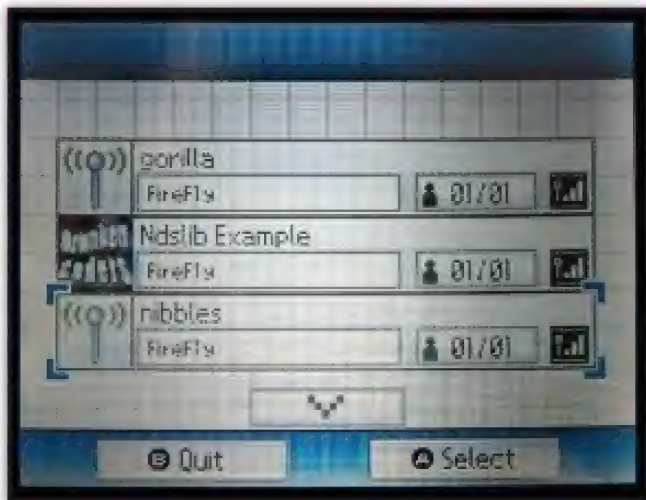 gorilla
FireFly
01/01
Ndslib Example
FireFly
01/01
nibbles
FireFly
01/01
B Quit
A Select